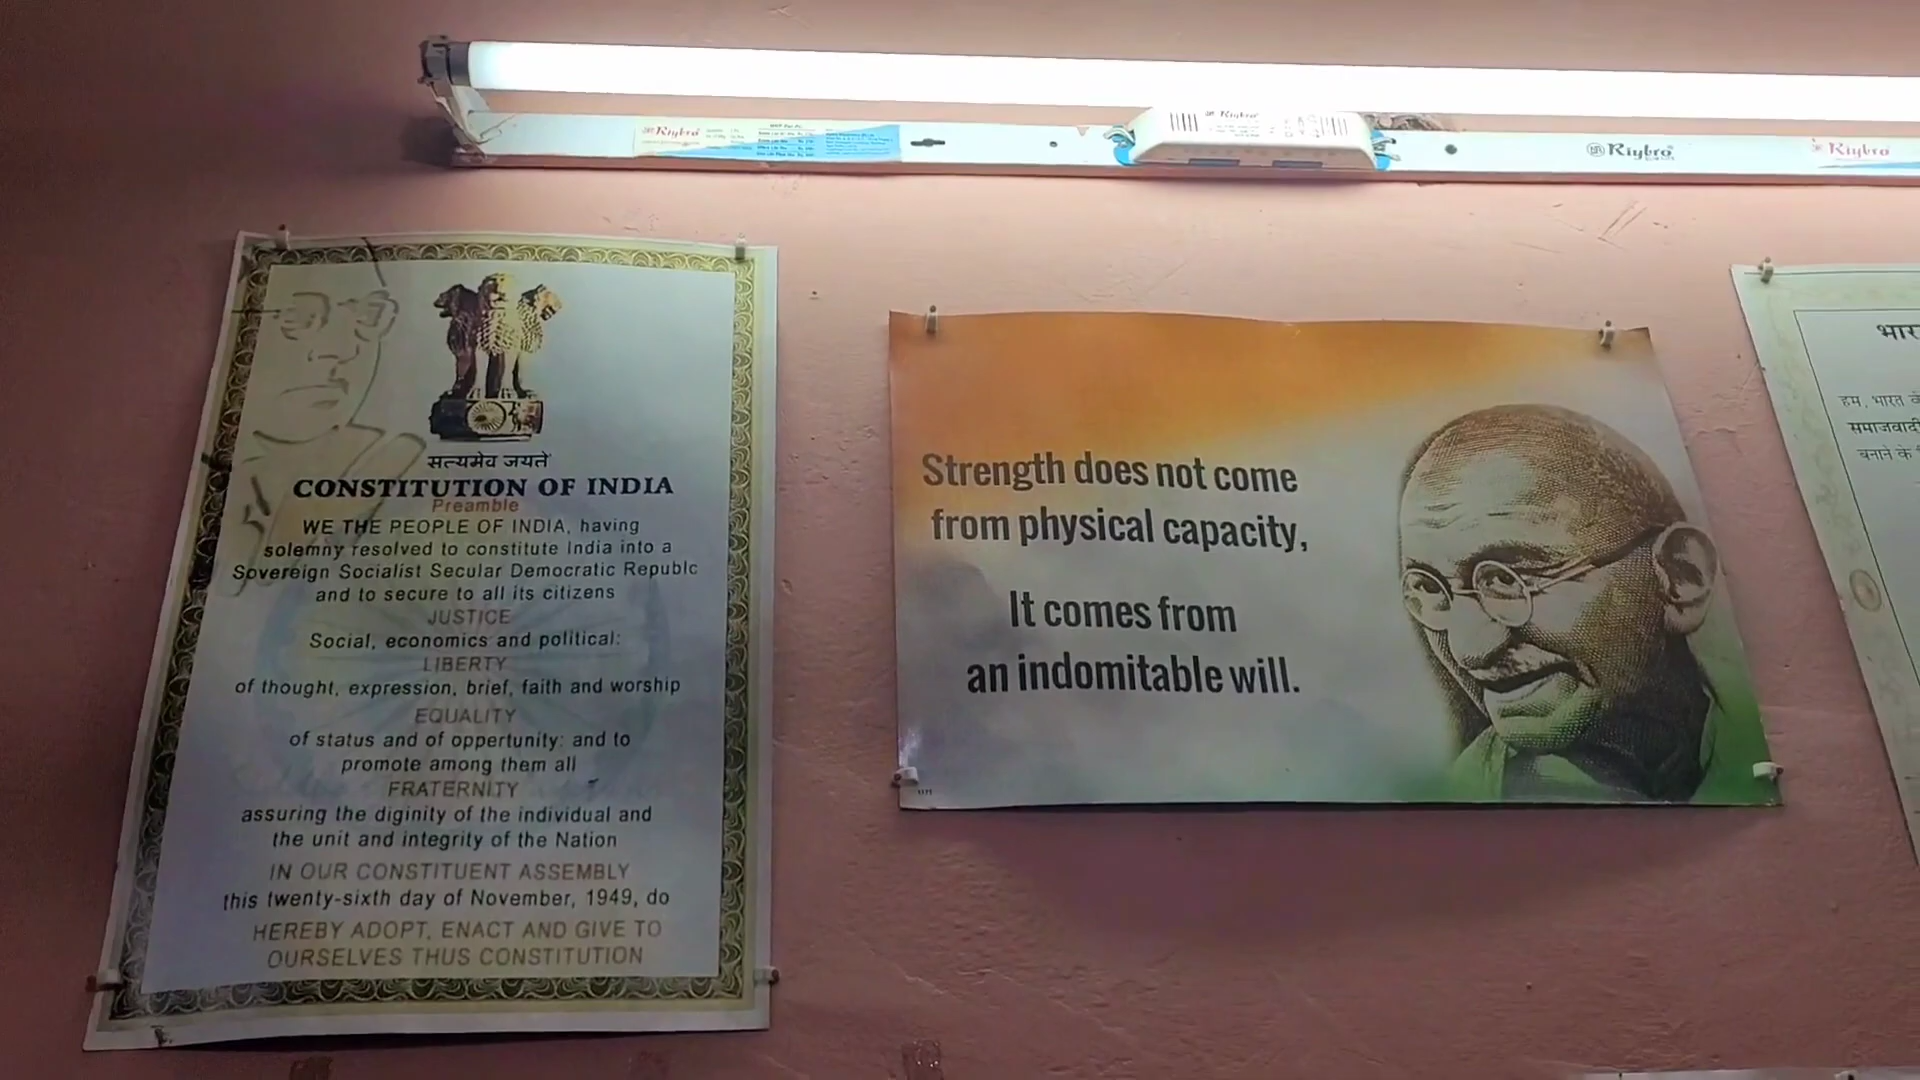 Riybro
Riybro
Riybro
Riybro
सत्यमेव जयते
CONSTITUTION OF INDIA
Preamble
WE THE PEOPLE OF INDIA, having
solemny resolved to constitute India into a
Sovereign Socialist Secular Democratic Republc
and to secure to all its citizens
JUSTICE
Social, economics and political:
LIBERTY
of thought, expression, brief, faith and worship
EQUALITY
of status and of oppertunity: and to
promote among them all
FRATERNITY
assuring the diginity of the individual and
the unit and integrity of the Nation
IN OUR CONSTITUENT ASSEMBLY
this twenty-sixth day of November, 1949, do
HEREBY ADOPT, ENACT AND GIVE TO
OURSELVES THUS CONSTITUTION
Strength does not come
from physical capacity,
It comes from
an indomitable will.
हम, भारत
समाजवादी
बनाने के